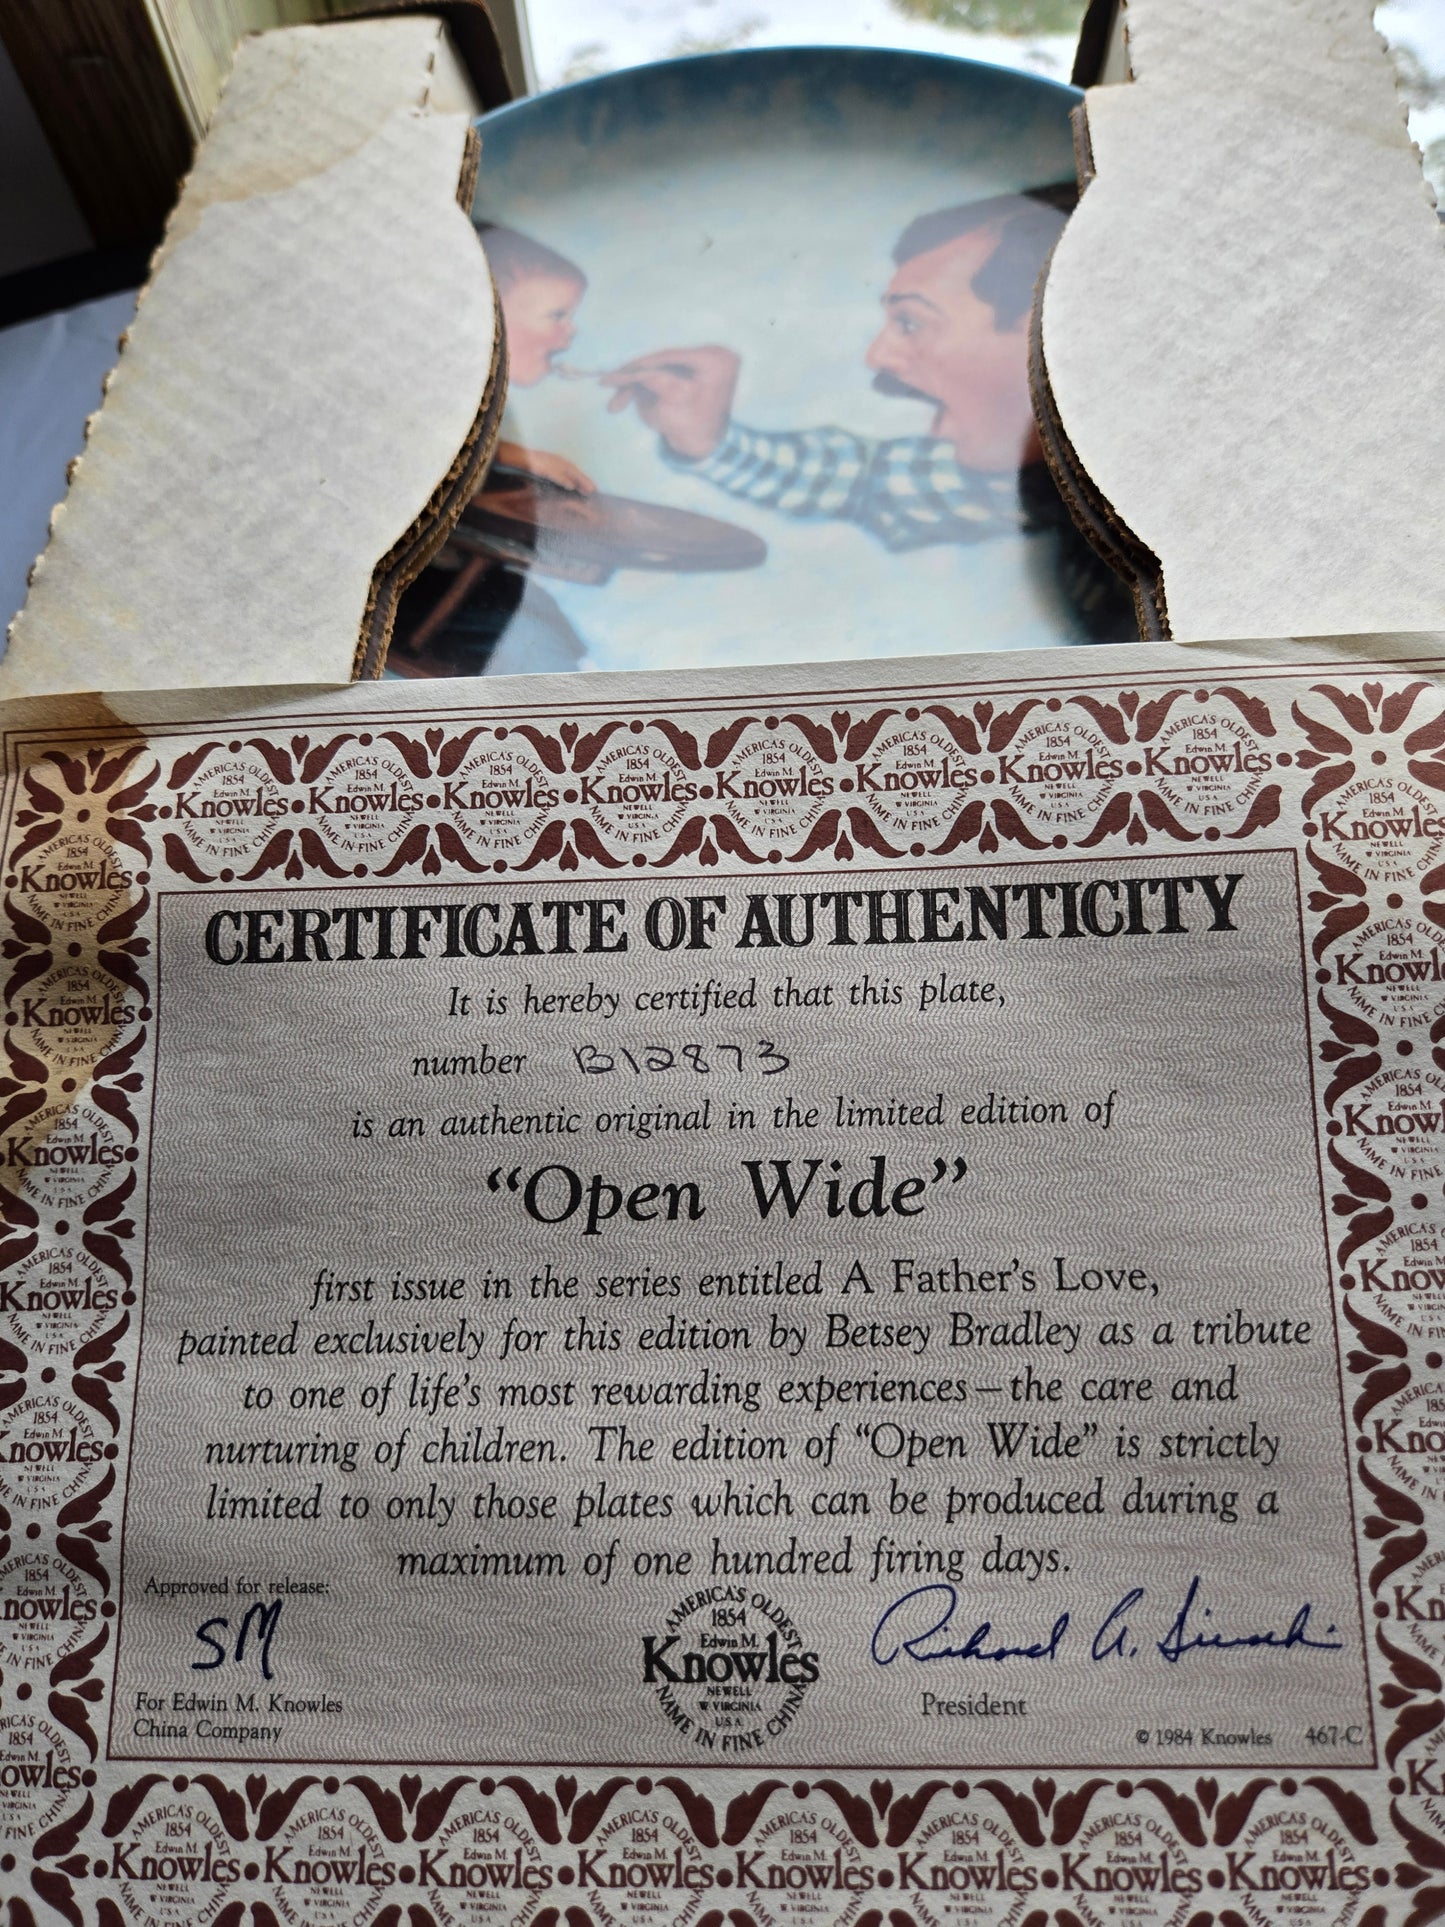 CERTIFICATE OF AUTHENTICITY
It is hereby certified that this plate,
number B12873
is an authentic original in the limited edition of
“Open Wide”
first issue in the series entitled A Father’s Love,
painted exclusively for this edition by Betsey Bradley as a tribute
to one of life’s most rewarding experiences—the care and
nurturing of children. The edition of “Open Wide” is strictly
limited to only those plates which can be produced during a
maximum of one hundred firing days.
Approved for release:
SM
For Edwin M. Knowles
China Company
AMERICA'S OLDEST
1854
Edwin M.
Knowles
NEWELL
W VIRGINIA
U.S.A.
NAME IN FINE CHINA
Richard A.
President
© 1984 Knowles 467-C